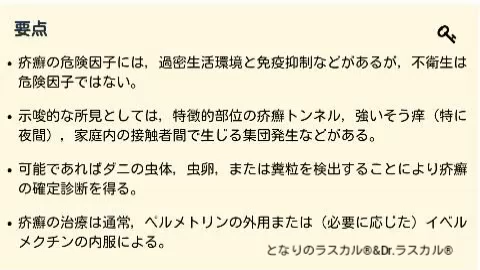 要点
• 疥癬の危険因子には，過密生活環境と免疫抑制などがあるが，不衛生は
危険因子ではない。
• 示唆的な所見としては，特徴的部位の疥癬トンネル，強いそう痒（特に
夜間），家庭内の接触者間で生じる集団発生などがある。
• 可能であればダニの虫体，虫卵，または糞粒を検出することにより疥癬
の確定診断を得る。
• 疥癬の治療は通常，ペルメトリンの外用または（必要に応じた）イベル
メクチンの内服による。
となりのラスカル®&Dr.ラスカル®